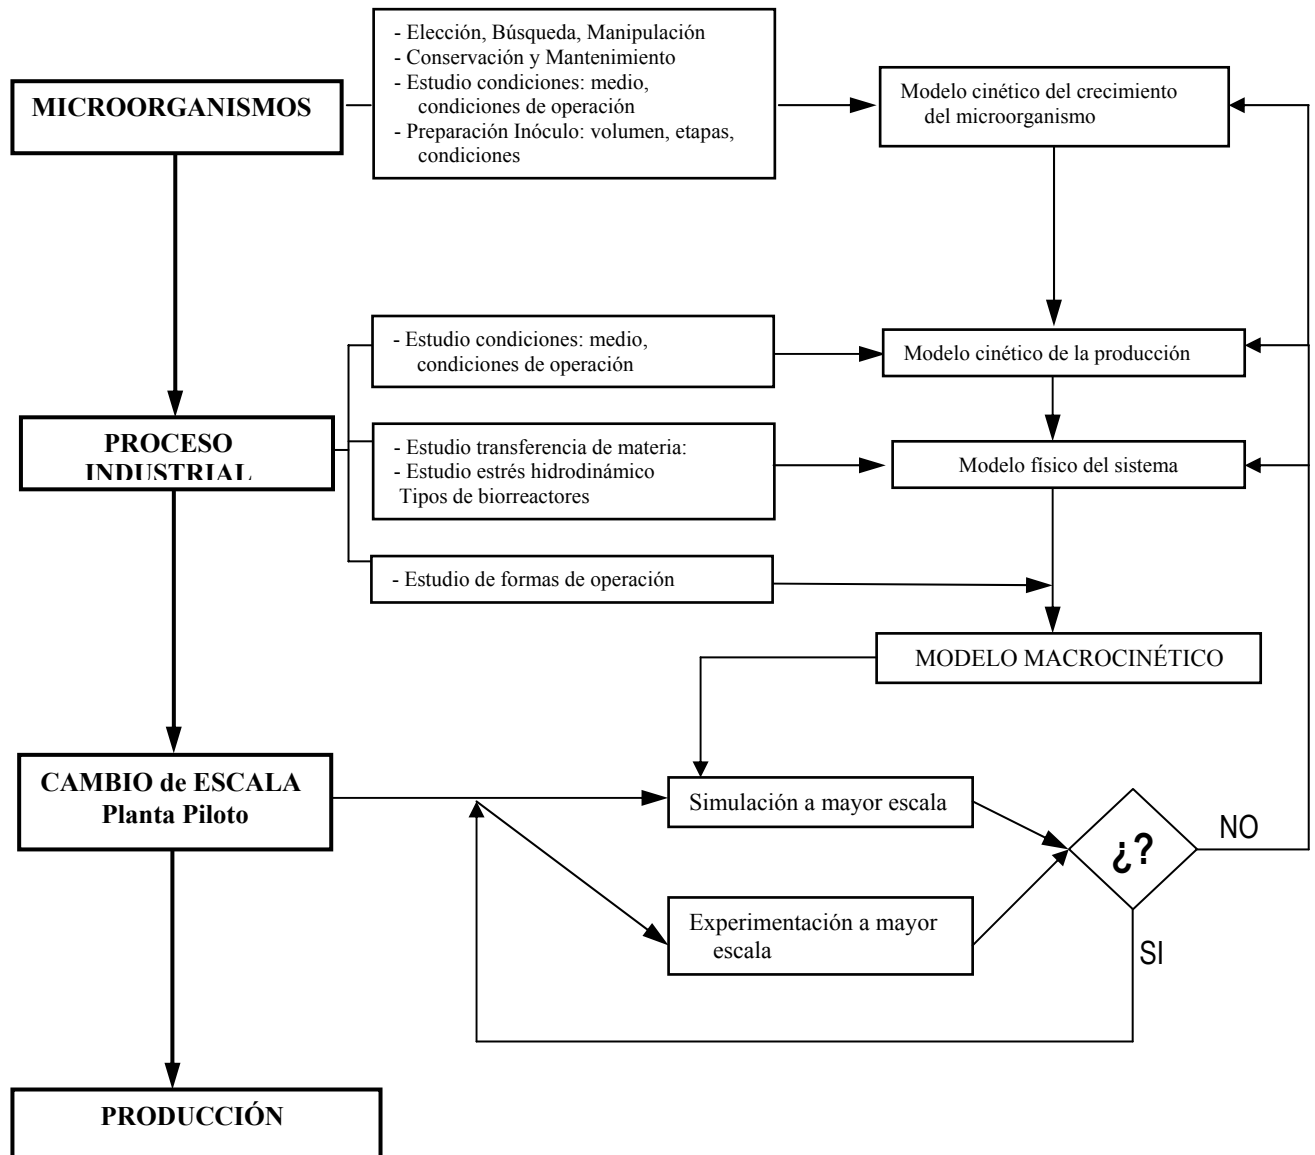 - Elección, Búsqueda, Manipulación
- Conservación y Mantenimiento
- Estudio condiciones: medio,
condiciones de operación
- Preparación Inóculo: volumen, etapas,
condiciones
MICROORGANISMOS
Modelo cinético del crecimiento
del microorganismo
- Estudio condiciones: medio,
condiciones de operación
Modelo cinético de la producción
PROCESO
INDUSTRIAL
- Estudio transferencia de materia:
- Estudio estrés hidrodinámico
Tipos de biorreactores
Modelo físico del sistema
- Estudio de formas de operación
MODELO MACROCINÉTICO
CAMBIO de ESCALA
Planta Piloto
Simulación a mayor escala
¿?
NO
Experimentación a mayor
escala
SI
PRODUCCIÓN